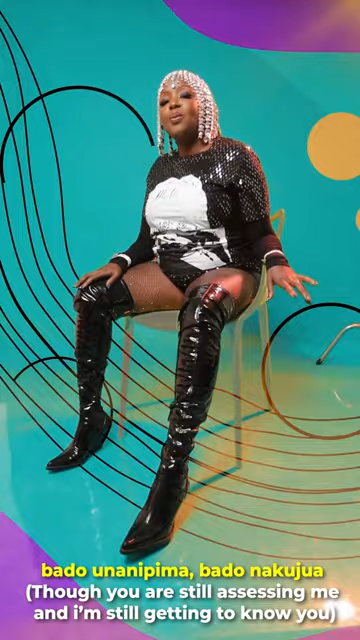 bado unanipima, bado nakujua
(Though you are still assessing me
and i'm still getting to know you)